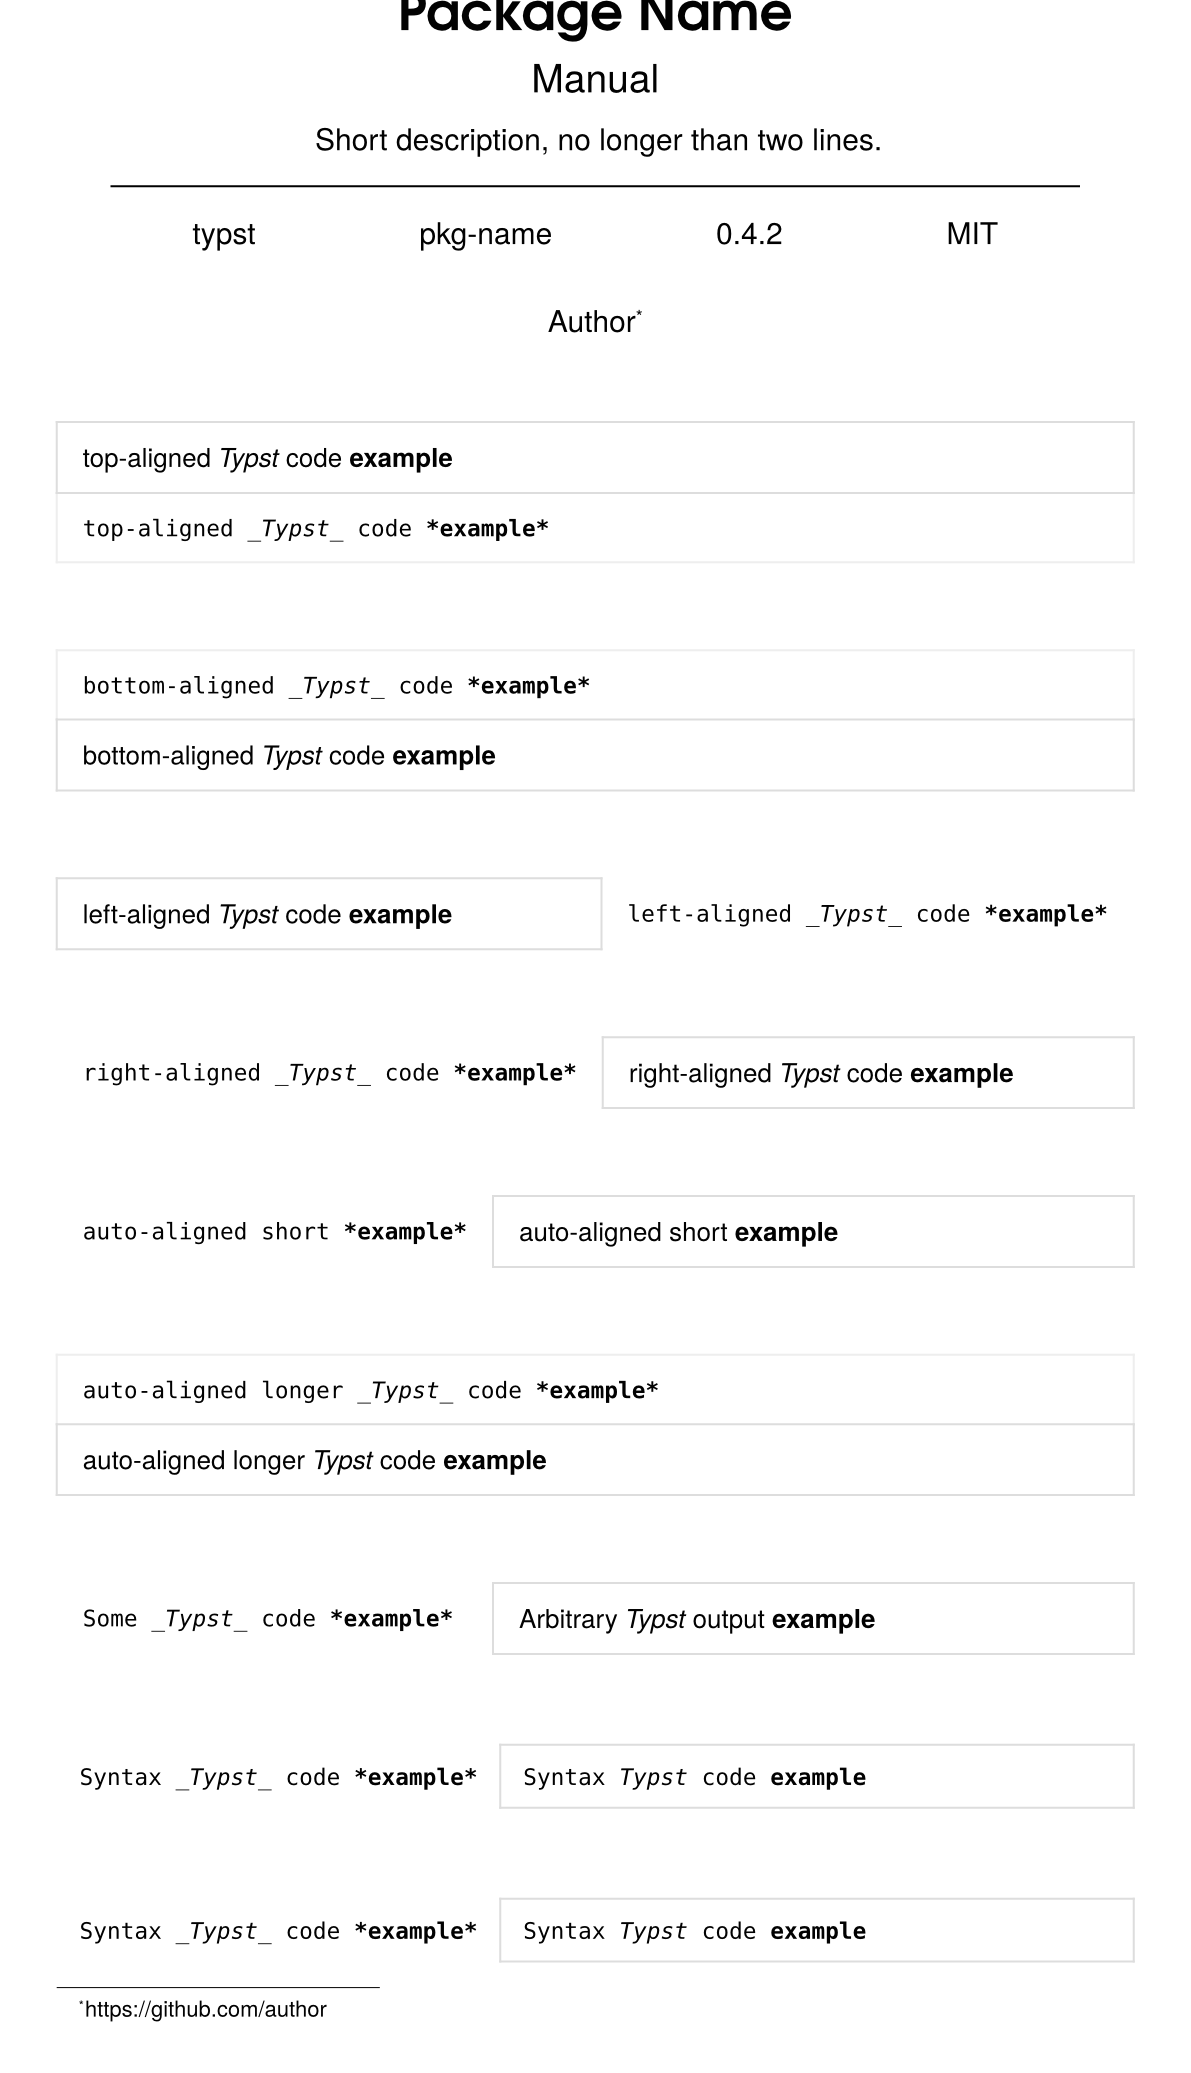 Package Name
Manual
Short description, no longer than two lines.
typst pkg-name 0.4.2 MIT
Author*
top-aligned Typst code example
top-aligned _Typst_ code *example*
bottom-aligned _Typst_ code *example*
bottom-aligned Typst code example
left-aligned Typst code example left-aligned _Typst_ code *example*
right-aligned _Typst_ code *example* right-aligned Typst code example
auto-aligned short *example* auto-aligned short example
auto-aligned longer _Typst_ code *example*
auto-aligned longer Typst code example
Some _Typst_ code *example* Arbitrary Typst output example
Syntax _Typst_ code *example* Syntax Typst code example
Syntax _Typst_ code *example* Syntax Typst code example
*https://github.com/author